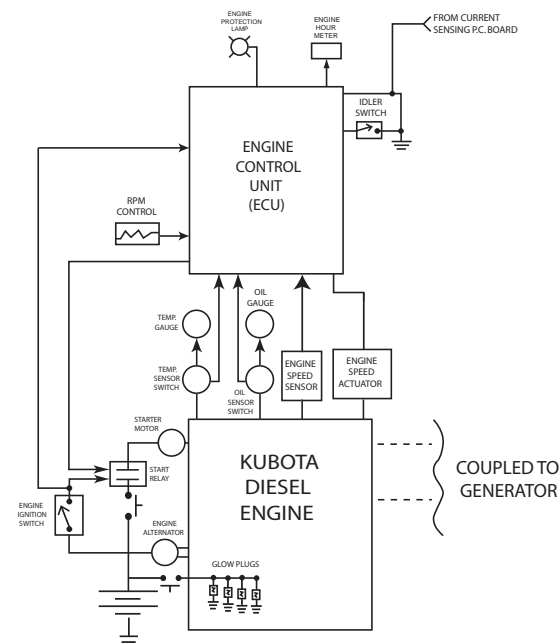 ENGINE
PROTECTION
LAMP
ENGINE
HOUR
METER
FROM CURRENT
SENSING P.C. BOARD
IDLER
SWITCH
ENGINE
CONTROL
UNIT
(ECU)
RPM
CONTROL
TEMP.
GAUGE
OIL
GAUGE
TEMP.
SENSOR
SWITCH
OIL
SENSOR
SWITCH
ENGINE
SPEED
SENSOR
ENGINE
SPEED
ACTUATOR
STARTER
MOTOR
START
RELAY
ENGINE
IGNITION
SWITCH
ENGINE
ALTERNATOR
KUBOTA
DIESEL
ENGINE
GLOW PLUGS
COUPLED TO
GENERATOR